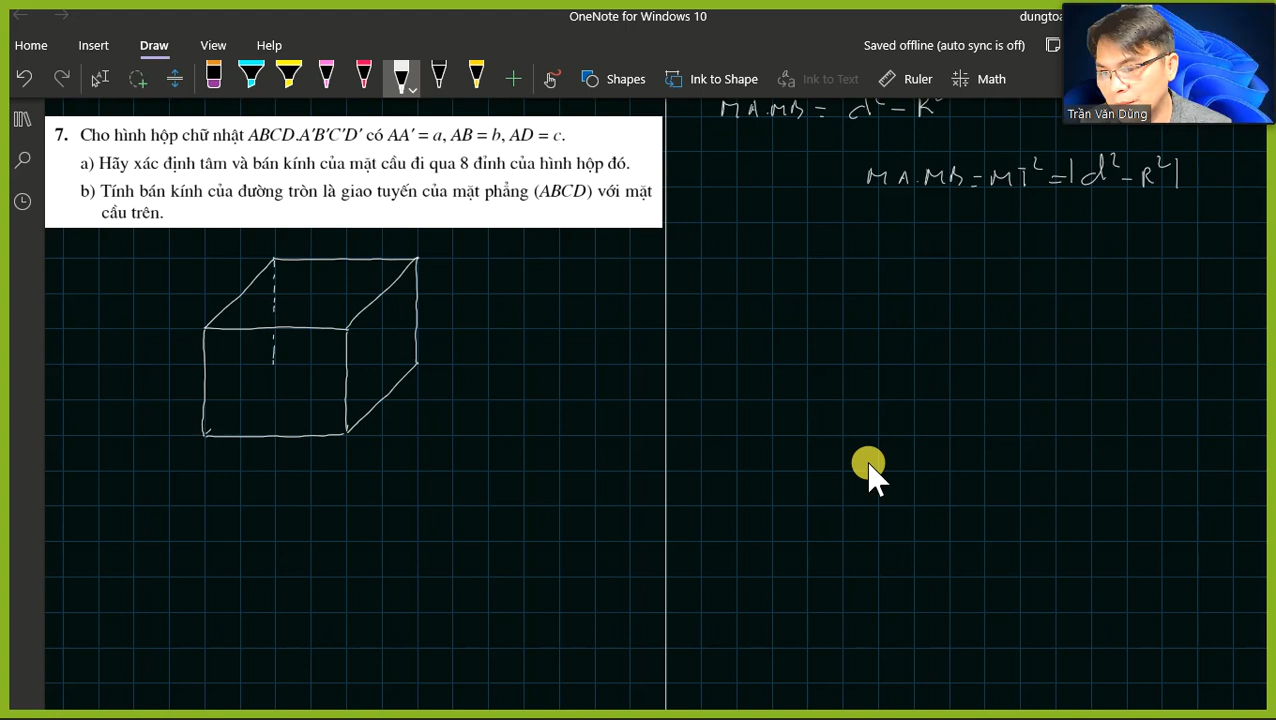 OneNote for Windows 10
dungtoa
Home Insert Draw View Help
Saved offline (auto sync is off)
Shapes Ink to Shape Ink to Text Ruler Math
Trần Văn Dũng
MA.MB = d² - R²
7. Cho hình hộp chữ nhật ABCD.A'B'C'D' có AA' = a, AB = b, AD = c.
a) Hãy xác định tâm và bán kính của mặt cầu đi qua 8 đỉnh của hình hộp đó.
b) Tính bán kính của đường tròn là giao tuyến của mặt phẳng (ABCD) với mặt
cầu trên.
MA.MB = MT² = |d² - R²|